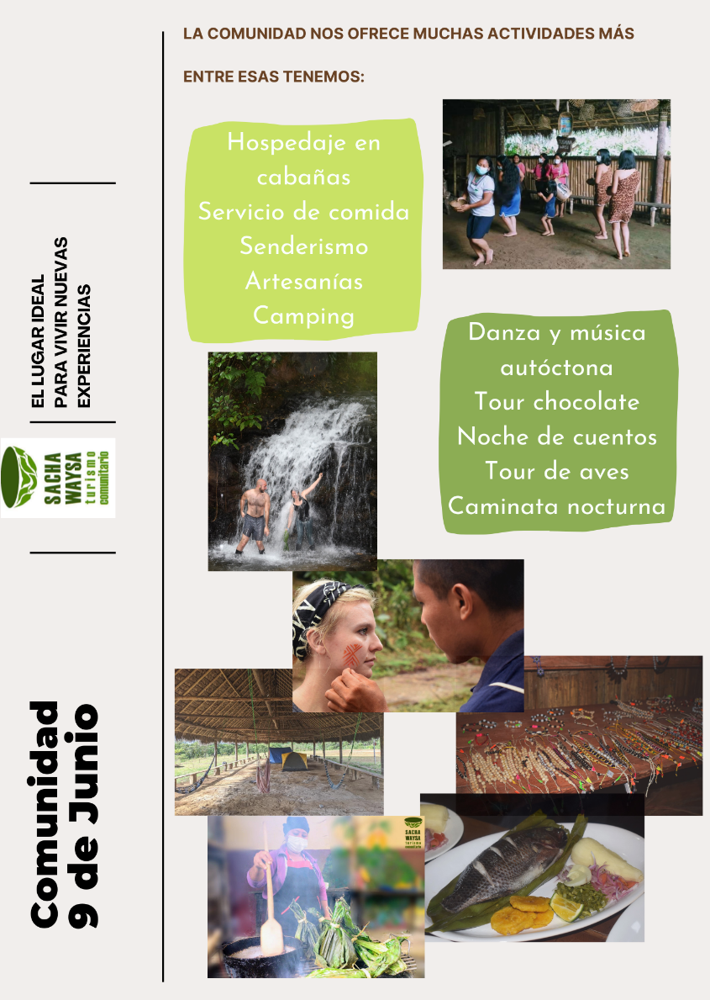 LA COMUNIDAD NOS OFRECE MUCHAS ACTIVIDADES MÁS
ENTRE ESAS TENEMOS:
Hospedaje en
cabañas
Servicio de comida
Senderismo
Artesanías
Camping
Danza y música
autóctona
Tour chocolate
Noche de cuentos
Tour de aves
Caminata nocturna
EL LUGAR IDEAL
PARA VIVIR NUEVAS
EXPERIENCIAS
SACHA
WAYSA
turismo
comunitario
Comunidad
9 de Junio
SACHA
WAYSA
turismo
comunitario